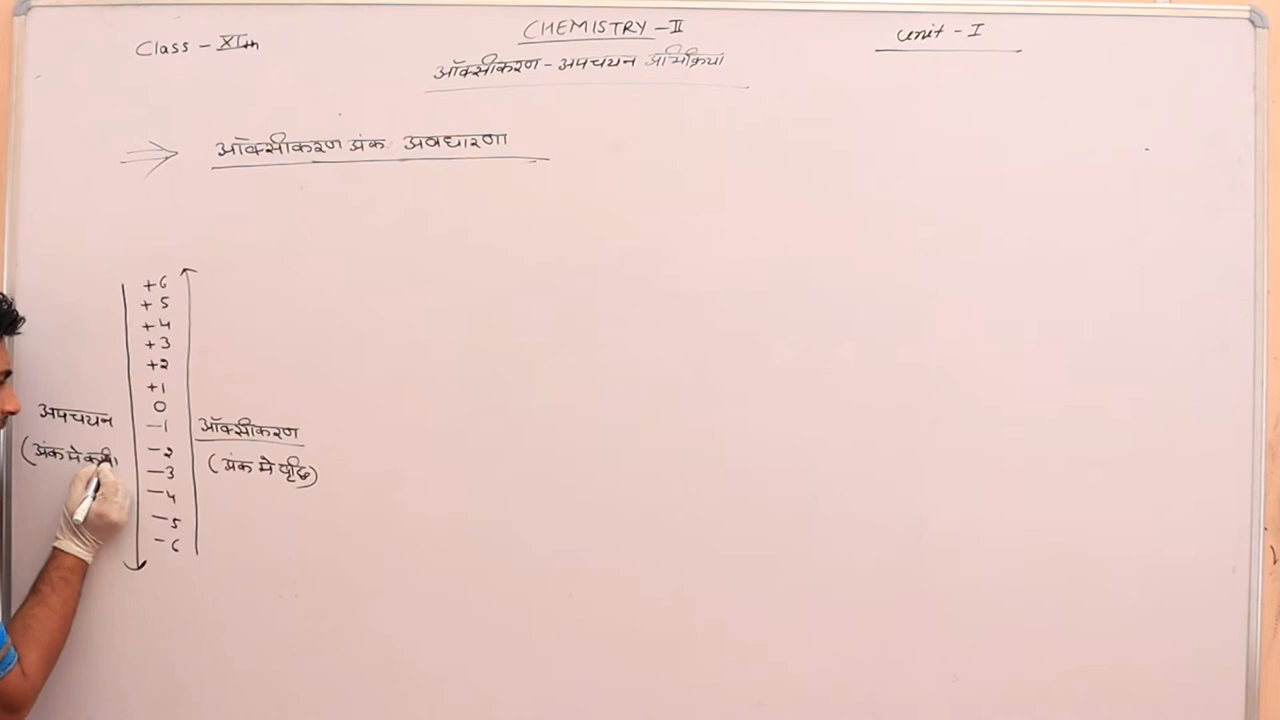 Class - XIth
CHEMISTRY - II
Unit - I
ऑक्सीकरण - अपचयन अभिक्रिया
⇒ ऑक्सीकरण अंक अवधारणा
+6
+5
+4
+3
+2
+1
0
-1
-2
-3
-4
-5
-6
अपचयन
(अंक मे कमी)
ऑक्सीकरण
(अंक मे वृद्धि)